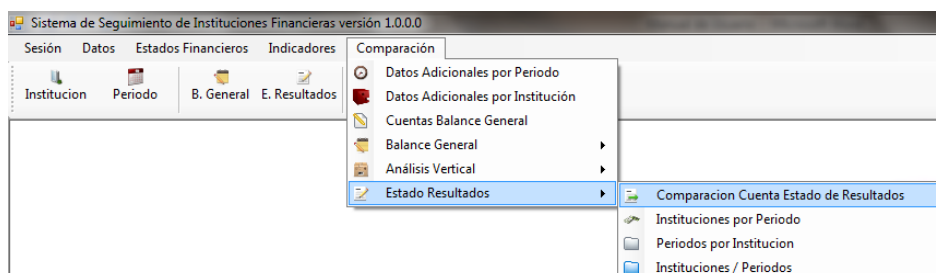 Sistema de Seguimiento de Instituciones Financieras versión 1.0.0.0
Sesión Datos Estados Financieros Indicadores Comparación
Institucion Periodo B. General E. Resultados
Datos Adicionales por Periodo
Datos Adicionales por Institución
Cuentas Balance General
Balance General
Análisis Vertical
Estado Resultados
Comparacion Cuenta Estado de Resultados
Instituciones por Periodo
Periodos por Institucion
Instituciones / Periodos